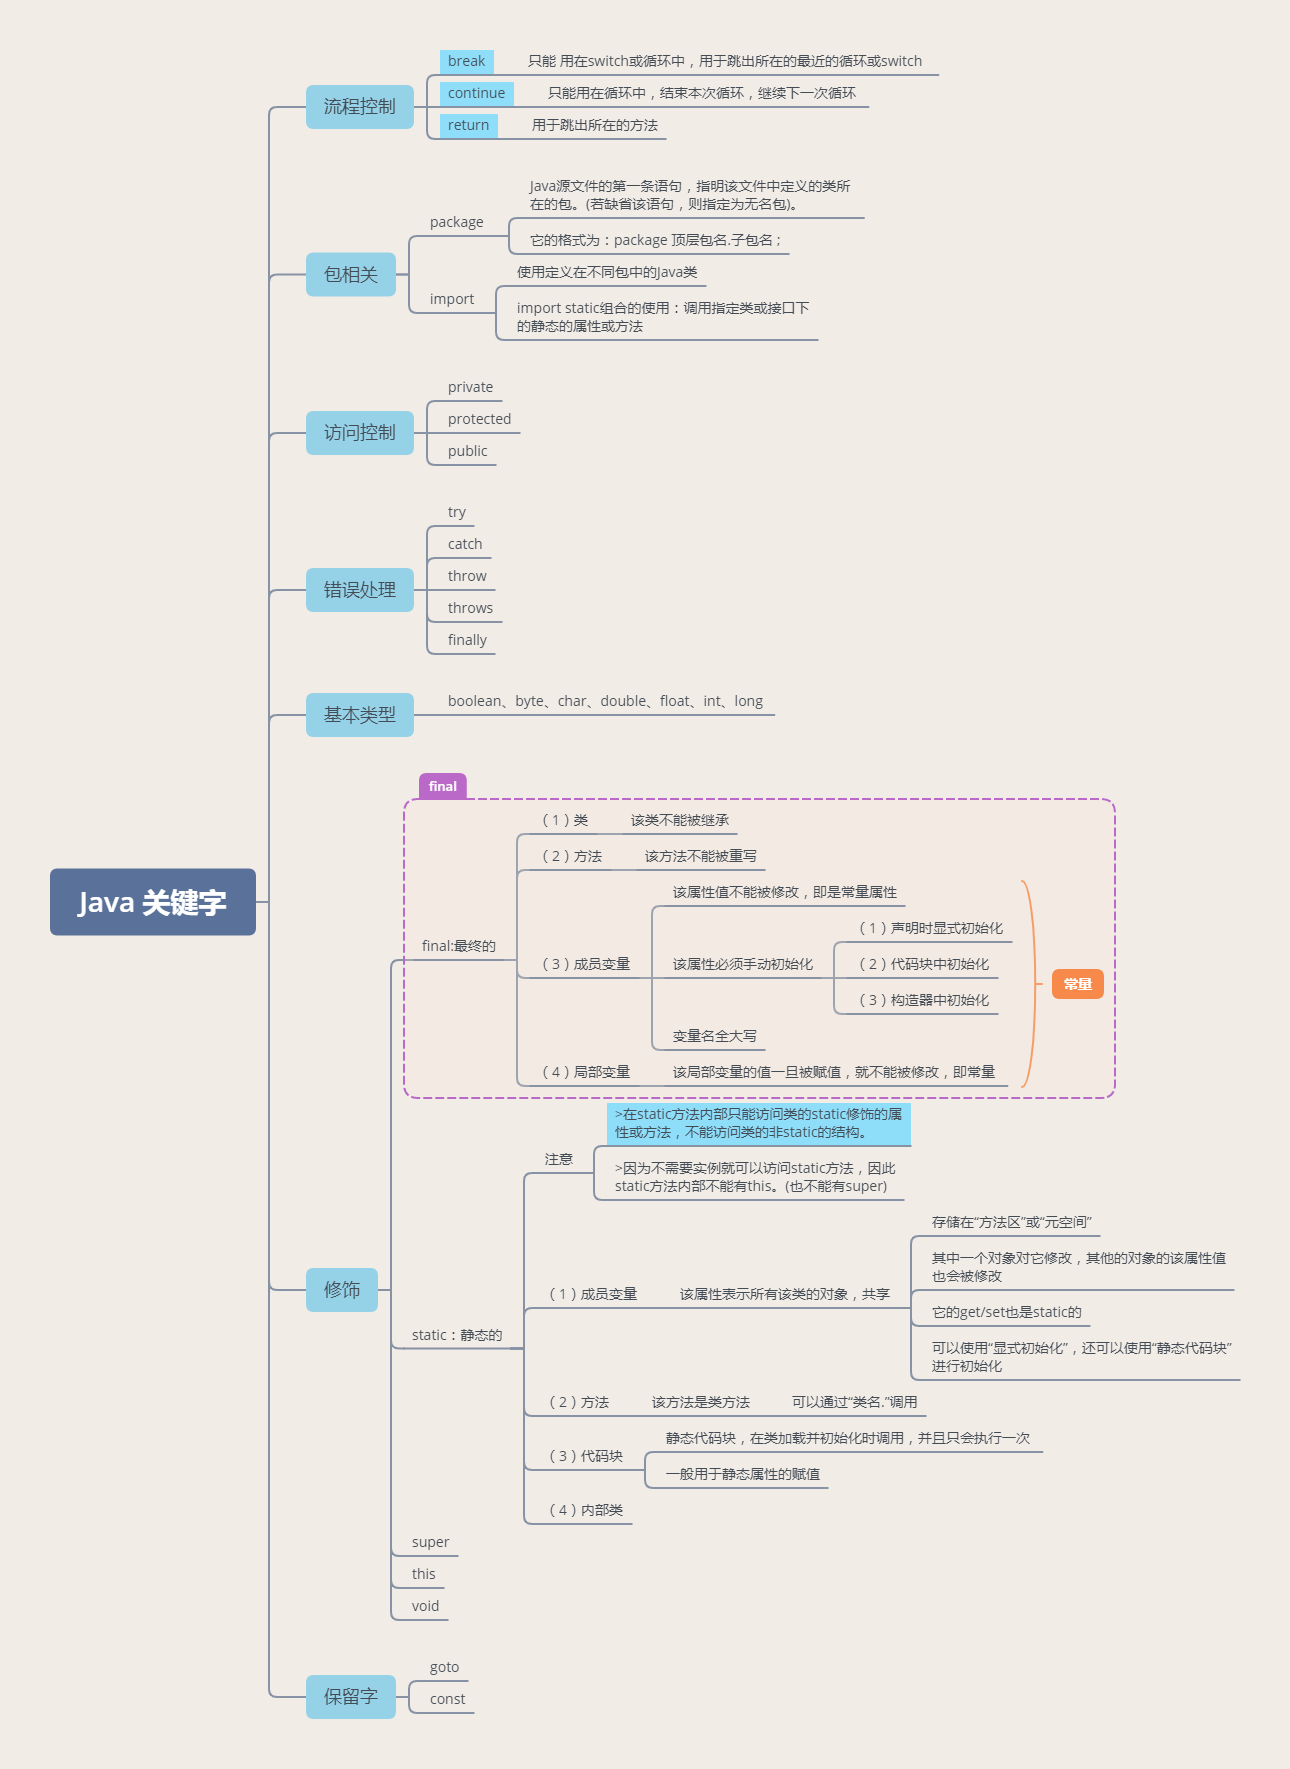 Java 关键字
流程控制
break
只能 用在switch或循环中，用于跳出所在的最近的循环或switch
continue
只能用在循环中，结束本次循环，继续下一次循环
return
用于跳出所在的方法
包相关
package
Java源文件的第一条语句，指明该文件中定义的类所
在的包。(若缺省该语句，则指定为无名包)。
它的格式为：package 顶层包名.子包名 ;
import
使用定义在不同包中的Java类
import static组合的使用：调用指定类或接口下
的静态的属性或方法
访问控制
private
protected
public
错误处理
try
catch
throw
throws
finally
基本类型
boolean、byte、char、double、float、int、long
修饰
final
final:最终的
（1）类
该类不能被继承
（2）方法
该方法不能被重写
（3）成员变量
该属性值不能被修改，即是常量属性
该属性必须手动初始化
（1）声明时显式初始化
（2）代码块中初始化
（3）构造器中初始化
变量名全大写
（4）局部变量
该局部变量的值一旦被赋值，就不能被修改，即常量
常量
static：静态的
注意
>在static方法内部只能访问类的static修饰的属
性或方法，不能访问类的非static的结构。
>因为不需要实例就可以访问static方法，因此
static方法内部不能有this。(也不能有super)
（1）成员变量
该属性表示所有该类的对象，共享
存储在“方法区”或“元空间”
其中一个对象对它修改，其他的对象的该属性值
也会被修改
它的get/set也是static的
可以使用“显式初始化”，还可以使用“静态代码块”
进行初始化
（2）方法
该方法是类方法
可以通过“类名.”调用
（3）代码块
静态代码块，在类加载并初始化时调用，并且只会执行一次
一般用于静态属性的赋值
（4）内部类
super
this
void
保留字
goto
const